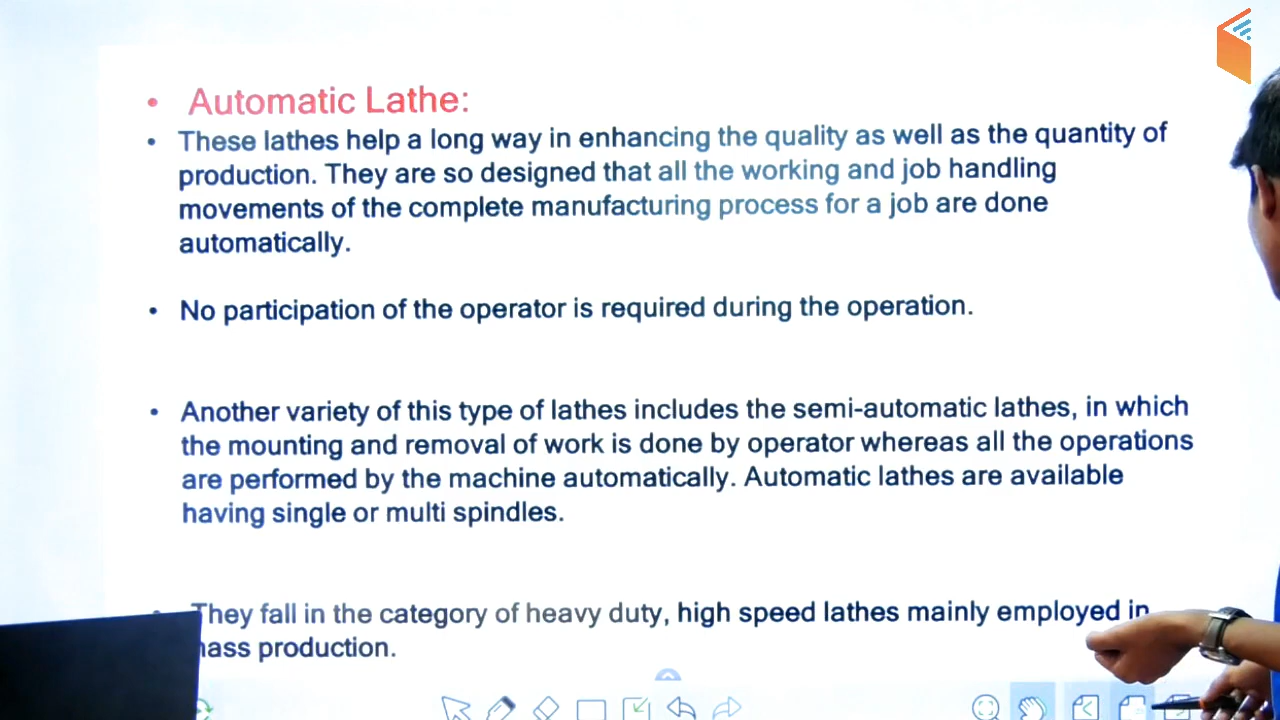 • Automatic Lathe:
• These lathes help a long way in enhancing the quality as well as the quantity of
production. They are so designed that all the working and job handling
movements of the complete manufacturing process for a job are done
automatically.
• No participation of the operator is required during the operation.
• Another variety of this type of lathes includes the semi-automatic lathes, in which
the mounting and removal of work is done by operator whereas all the operations
are performed by the machine automatically. Automatic lathes are available
having single or multi spindles.
• They fall in the category of heavy duty, high speed lathes mainly employed in
production.